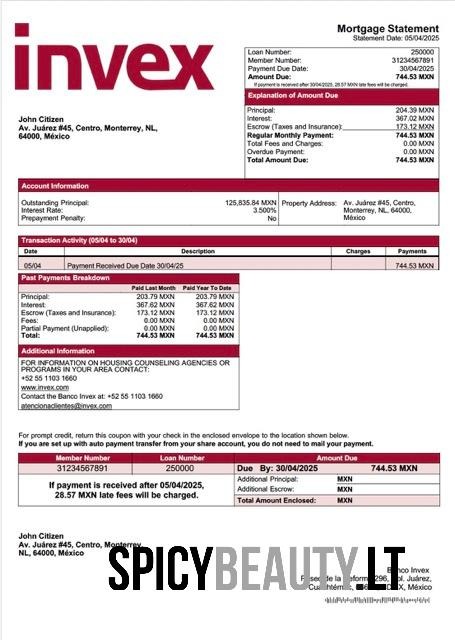 invex
Mortgage Statement
Statement Date: 05/04/2025
Loan Number: 250000
Member Number: 31234567891
Payment Due Date: 30/04/2025
Amount Due: 744.53 MXN
If payment is received after 30/04/2025, 28.57 MXN late fees will be charged.
John Citizen
Av. Juárez #45, Centro, Monterrey, NL,
64000, México
Explanation of Amount Due
Principal: 204.39 MXN
Interest: 367.02 MXN
Escrow (Taxes and Insurance): 173.12 MXN
Regular Monthly Payment: 744.53 MXN
Total Fees and Charges: 0.00 MXN
Overdue Payment: 0.00 MXN
Total Amount Due: 744.53 MXN
Account Information
Outstanding Principal: 125,835.84 MXN
Interest Rate: 3.500%
Prepayment Penalty: No
Property Address: Av. Juárez #45, Centro,
Monterrey, NL, 64000,
México
Transaction Activity (05/04 to 30/04)
Date Description Charges Payments
05/04 Payment Received Due Date 30/04/25 744.53 MXN
Past Payments Breakdown
Paid Last Month Paid Year To Date
Principal: 203.79 MXN 203.79 MXN
Interest: 367.62 MXN 367.62 MXN
Escrow (Taxes and Insurance): 173.12 MXN 173.12 MXN
Fees: 0.00 MXN 0.00 MXN
Partial Payment (Unapplied): 0.00 MXN 0.00 MXN
Total: 744.53 MXN 744.53 MXN
Additional Information
FOR INFORMATION ON HOUSING COUNSELING AGENCIES OR
PROGRAMS IN YOUR AREA CONTACT:
+52 55 1103 1660
www.invex.com
Contact the Banco Invex at: +52 55 1103 1660
atencionaclientes@invex.com
For prompt credit, return this coupon with your check in the enclosed envelope to the location shown below.
If you are set up with auto payment transfer from your share account, you do not need to mail your payment.
Member Number Loan Number Amount Due
31234567891 250000 Due By: 30/04/2025 744.53 MXN
If payment is received after 05/04/2025,
28.57 MXN late fees will be charged.
Additional Principal: MXN
Additional Escrow: MXN
Total Amount Enclosed: MXN
John Citizen
Av. Juárez #45, Centro, Monterrey,
NL, 64000, México
SPICYBEAUTY.LT
Invex
296, Juárez,
México